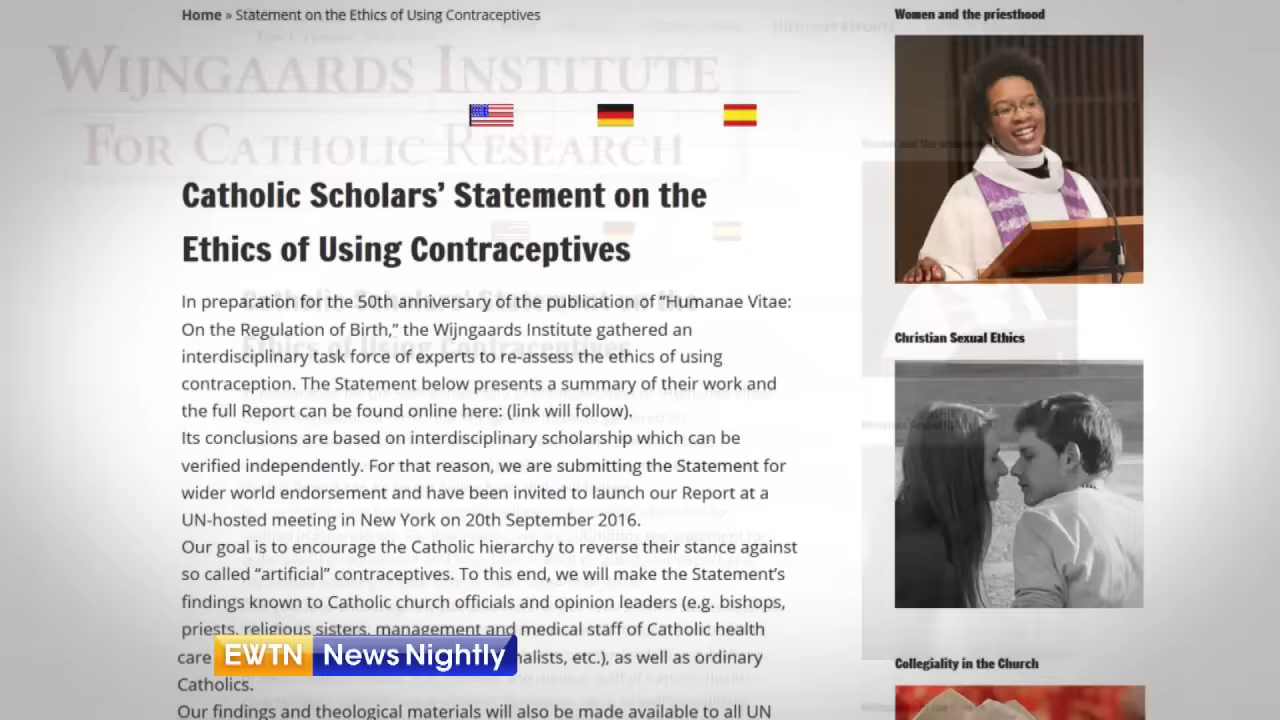 Home » Statement on the Ethics of Using Contraceptives
WIJNGAARDS INSTITUTE
FOR CATHOLIC RESEARCH
Catholic Scholars’ Statement on the
Ethics of Using Contraceptives
In preparation for the 50th anniversary of the publication of “Humanae Vitae:
On the Regulation of Birth,” the Wijngaards Institute gathered an
interdisciplinary task force of experts to re-assess the ethics of using
contraception. The Statement below presents a summary of their work and
the full Report can be found online here: (link will follow).
Its conclusions are based on interdisciplinary scholarship which can be
verified independently. For that reason, we are submitting the Statement for
wider world endorsement and have been invited to launch our Report at a
UN-hosted meeting in New York on 20th September 2016.
Our goal is to encourage the Catholic hierarchy to reverse their stance against
so called “artificial” contraceptives. To this end, we will make the Statement’s
findings known to Catholic church officials and opinion leaders (e.g. bishops,
priests, religious sisters, management and medical staff of Catholic health
care nalists, etc.), as well as ordinary
Catholics.
Our findings and theological materials will also be made available to all UN
EWTN News Nightly
Women and the priesthood
Christian Sexual Ethics
Collegiality in the Church